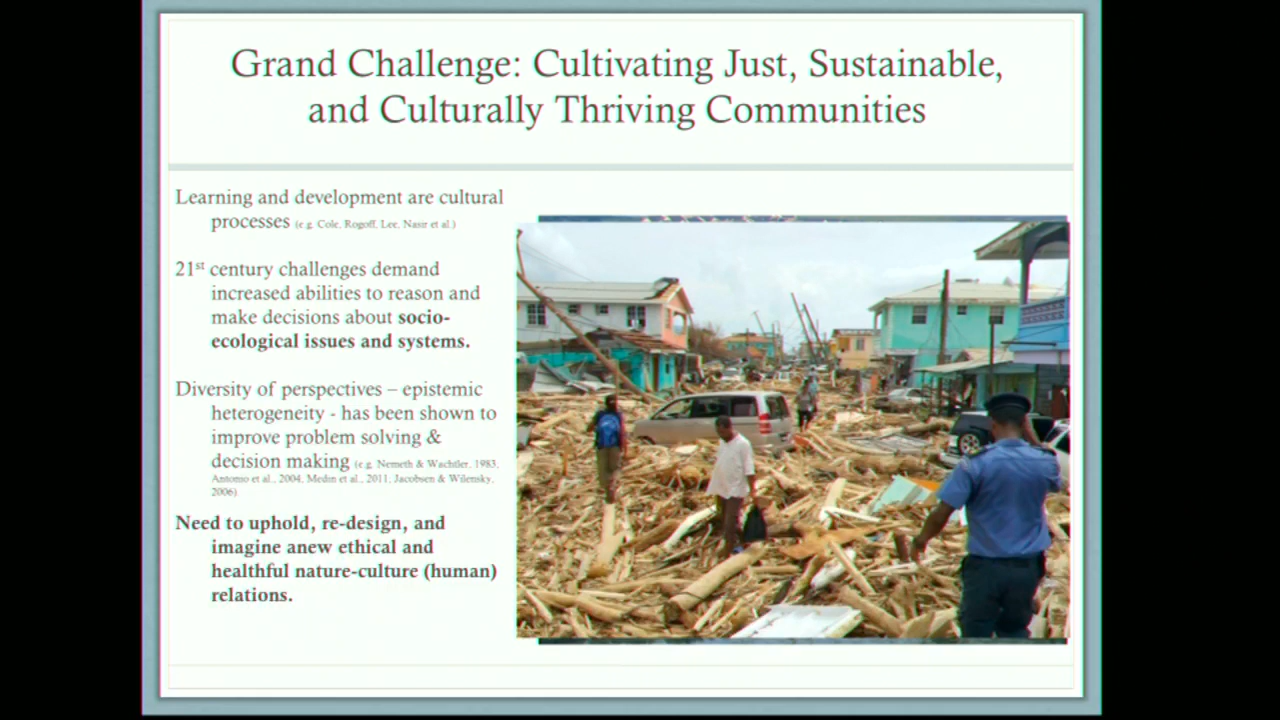 Grand Challenge: Cultivating Just, Sustainable,
and Culturally Thriving Communities
Learning and development are cultural
processes (e.g. Cole, Rogoff, Lee, Nasir et al.)
21st century challenges demand
increased abilities to reason and
make decisions about socio-
ecological issues and systems.
Diversity of perspectives – epistemic
heterogeneity - has been shown to
improve problem solving &
decision making (e.g. Nemeth & Wachtler, 1983,
Antonio et al., 2004, Medin et al., 2011, Jacobsen & Wilensky,
2006)
Need to uphold, re-design, and
imagine anew ethical and
healthful nature-culture (human)
relations.